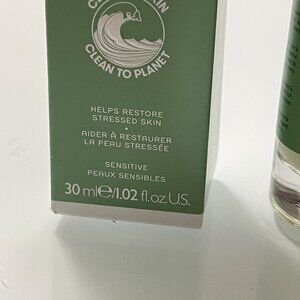 CLEAN TO PLANET
HELPS RESTORE
STRESSED SKIN
•
AIDER À RESTAURER
LA PEAU STRESSÉE
SENSITIVE
PEAUX SENSIBLES
30 ml℮/1.02 fl.oz.U.S.